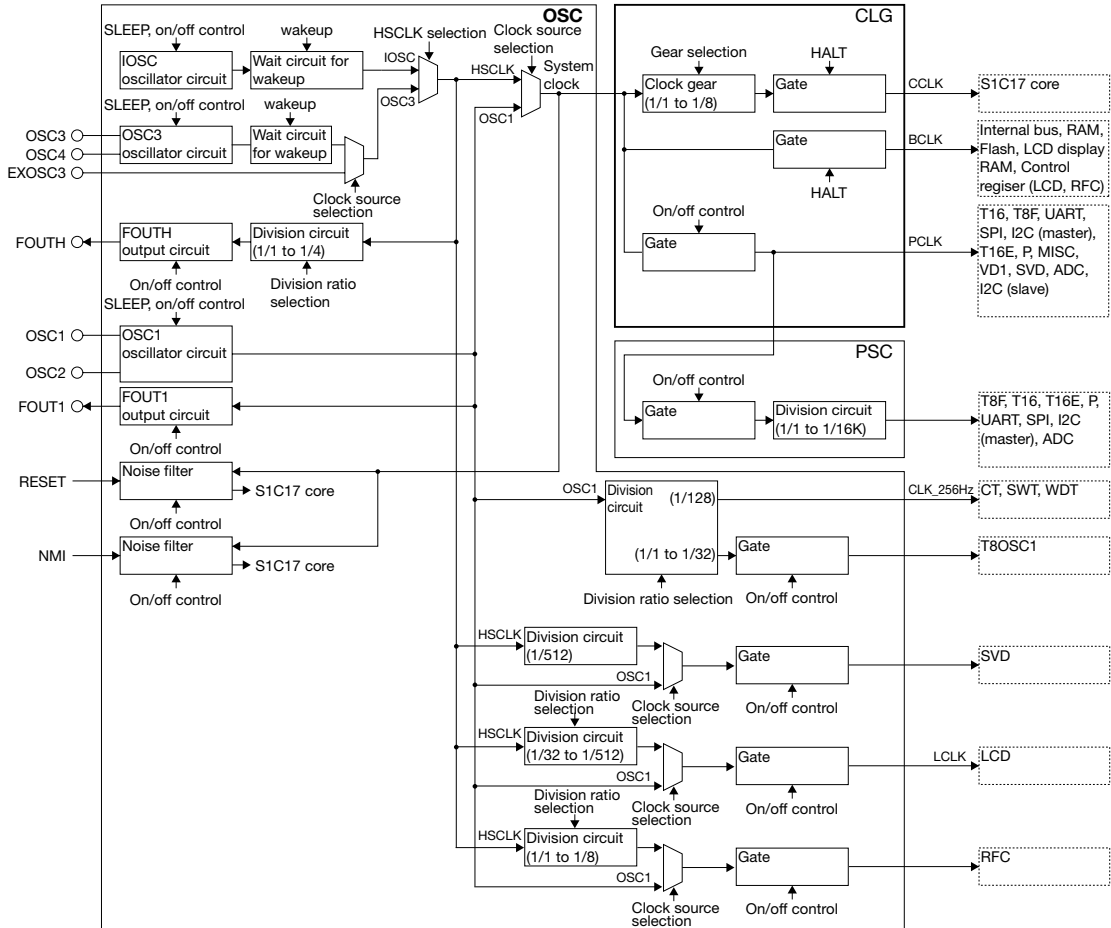 OSC
CLG
SLEEP, on/off control
wakeup
HSCLK selection
Clock source
selection
IOSC
oscillator circuit
Wait circuit for
wakeup
IOSC
OSC3
HSCLK
OSC1
System
clock
Gear selection
Clock gear
(1/1 to 1/8)
HALT
Gate
CCLK
S1C17 core
SLEEP, on/off control
wakeup
OSC3
OSC4
EXOSC3
OSC3
oscillator circuit
Wait circuit
for wakeup
Clock source
selection
Gate
HALT
BCLK
Internal bus, RAM,
Flash, LCD display
RAM, Control
regiser (LCD, RFC)
FOUTH
FOUTH
output circuit
Division circuit
(1/1 to 1/4)
On/off control
Division ratio
selection
On/off control
Gate
PCLK
T16, T8F, UART,
SPI, I2C (master),
T16E, P, MISC,
VD1, SVD, ADC,
I2C (slave)
SLEEP, on/off control
OSC1
OSC2
OSC1
oscillator circuit
PSC
FOUT1
FOUT1
output circuit
On/off control
On/off control
Gate
Division circuit
(1/1 to 1/16K)
T8F, T16, T16E, P,
UART, SPI, I2C
(master), ADC
RESET
Noise filter
S1C17 core
On/off control
OSC1
Division
circuit
(1/128)
(1/1 to 1/32)
CLK_256Hz
CT, SWT, WDT
NMI
Noise filter
S1C17 core
On/off control
Division ratio selection
Gate
On/off control
T8OSC1
HSCLK
Division circuit
(1/512)
OSC1
Clock source
selection
Gate
On/off control
SVD
Division ratio
selection
HSCLK
Division circuit
(1/32 to 1/512)
OSC1
Clock source
selection
Gate
On/off control
LCLK
LCD
Division ratio
selection
HSCLK
Division circuit
(1/1 to 1/8)
OSC1
Clock source
selection
Gate
On/off control
RFC